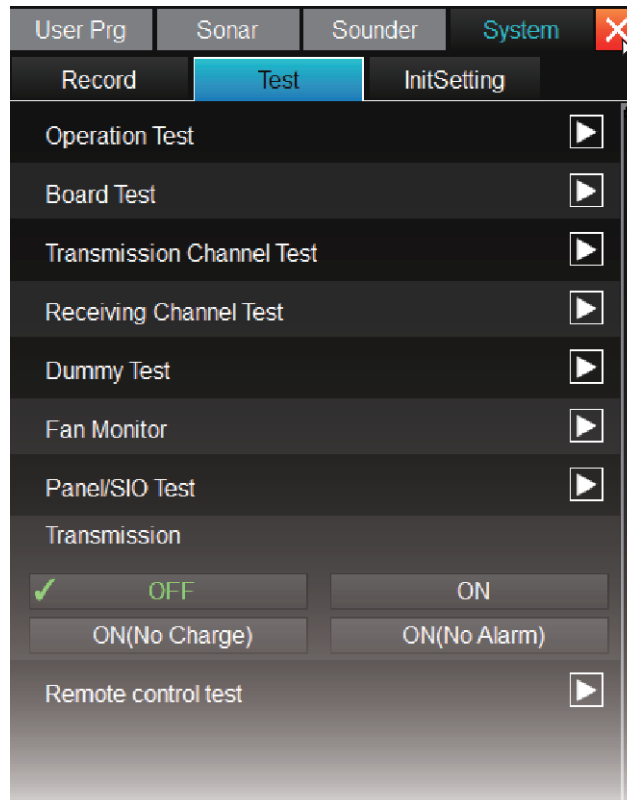 User Prg Sonar Sounder System
Record Test InitSetting
Operation Test
Board Test
Transmission Channel Test
Receiving Channel Test
Dummy Test
Fan Monitor
Panel/SIO Test
Transmission
OFF ON
ON(No Charge) ON(No Alarm)
Remote control test